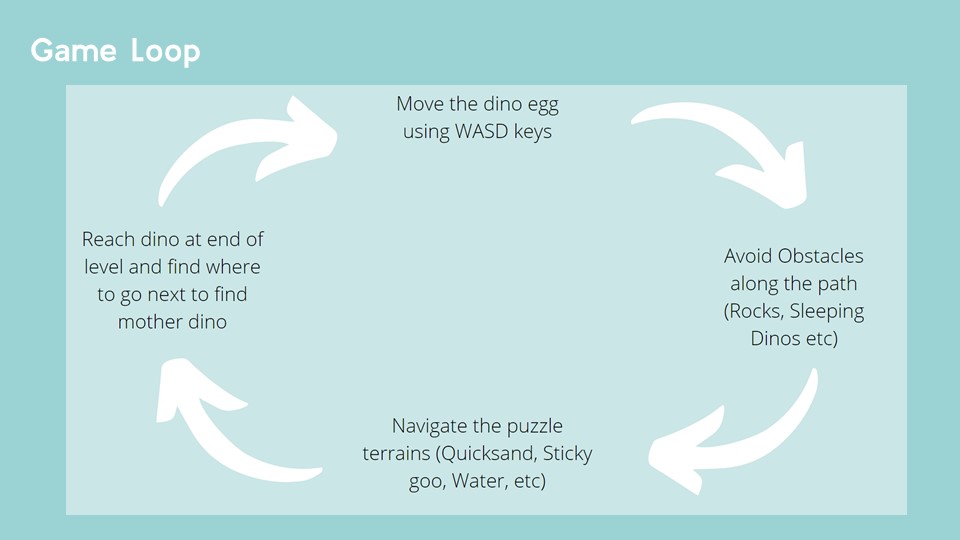 Game Loop
Move the dino egg
using WASD keys
Avoid Obstacles
along the path
(Rocks, Sleeping
Dinos etc)
Navigate the puzzle
terrains (Quicksand, Sticky
goo, Water, etc)
Reach dino at end of
level and find where
to go next to find
mother dino